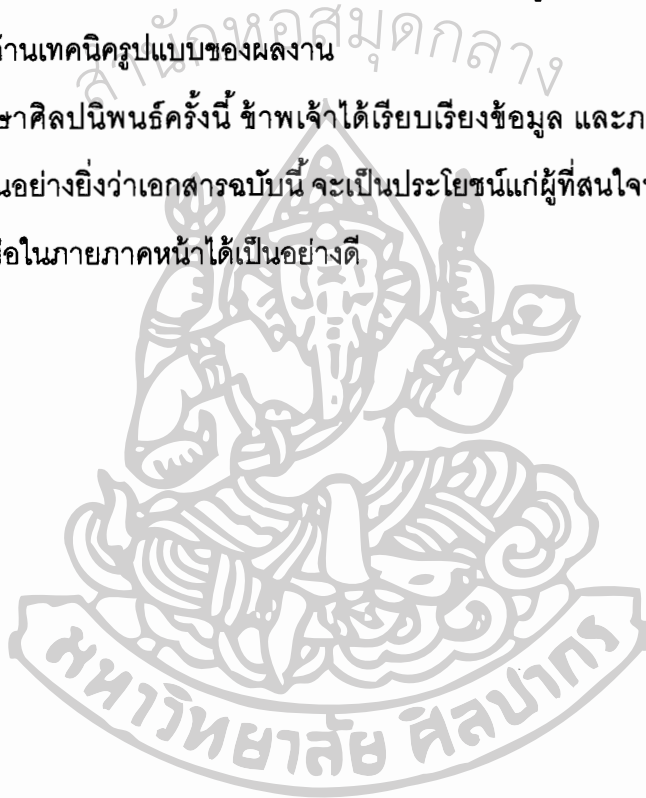 สำนักหอสมุดกลาง
ด้านเทคนิครูปแบบของผลงาน
ษาศิลปนิพนธ์ครั้งนี้ ข้าพเจ้าได้เรียบเรียงข้อมูล และภ
นอย่างยิ่งว่าเอกสารฉบับนี้ จะเป็นประโยชน์แก่ผู้ที่สนใจ
อในภายภาคหน้าได้เป็นอย่างดี
มหาวิทยาลัย ศิลปากร